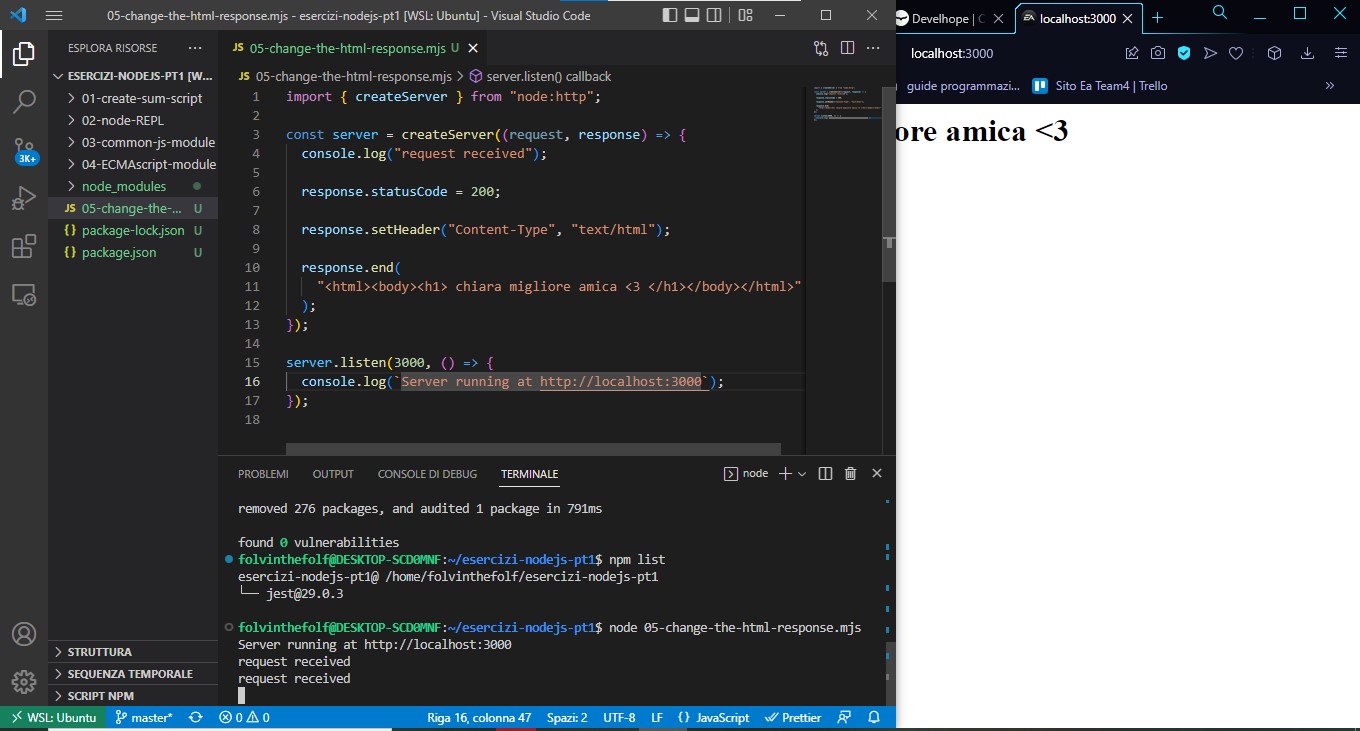 05-change-the-html-response.mjs - esercizi-nodejs-pt1 [WSL: Ubuntu] - Visual Studio Code
ESPLORA RISORSE
ESERCIZI-NODEJS-PT1 [W...
01-create-sum-script
02-node-REPL
03-common-js-module
04-ECMAscript-module
node_modules
JS 05-change-the-... U
{} package-lock.json U
{} package.json U
3K+
STRUTTURA
SEQUENZA TEMPORALE
SCRIPT NPM
JS 05-change-the-html-response.mjs U
JS 05-change-the-html-response.mjs > server.listen() callback
1 import { createServer } from "node:http";
2
3 const server = createServer((request, response) => {
4 console.log("request received");
5
6 response.statusCode = 200;
7
8 response.setHeader("Content-Type", "text/html");
9
10 response.end(
11 "<html><body><h1> chiara migliore amica <3 </h1></body></html>"
12 );
13 });
14
15 server.listen(3000, () => {
16 console.log(`Server running at http://localhost:3000`);
17 });
18
PROBLEMI OUTPUT CONSOLE DI DEBUG TERMINALE
node
removed 276 packages, and audited 1 package in 791ms
found 0 vulnerabilities
folvinthefolf@DESKTOP-SCD0MNF:~/esercizi-nodejs-pt1$ npm list
esercizi-nodejs-pt1@ /home/folvinthefolf/esercizi-nodejs-pt1
└── jest@29.0.3
folvinthefolf@DESKTOP-SCD0MNF:~/esercizi-nodejs-pt1$ node 05-change-the-html-response.mjs
Server running at http://localhost:3000
request received
request received
WSL: Ubuntu master* 0 0 Riga 16, colonna 47 Spazi: 2 UTF-8 LF {} JavaScript Prettier
Develhope | C
EA localhost:3000
localhost:3000
guide programmazi...
Sito Ea Team4 | Trello
ore amica <3